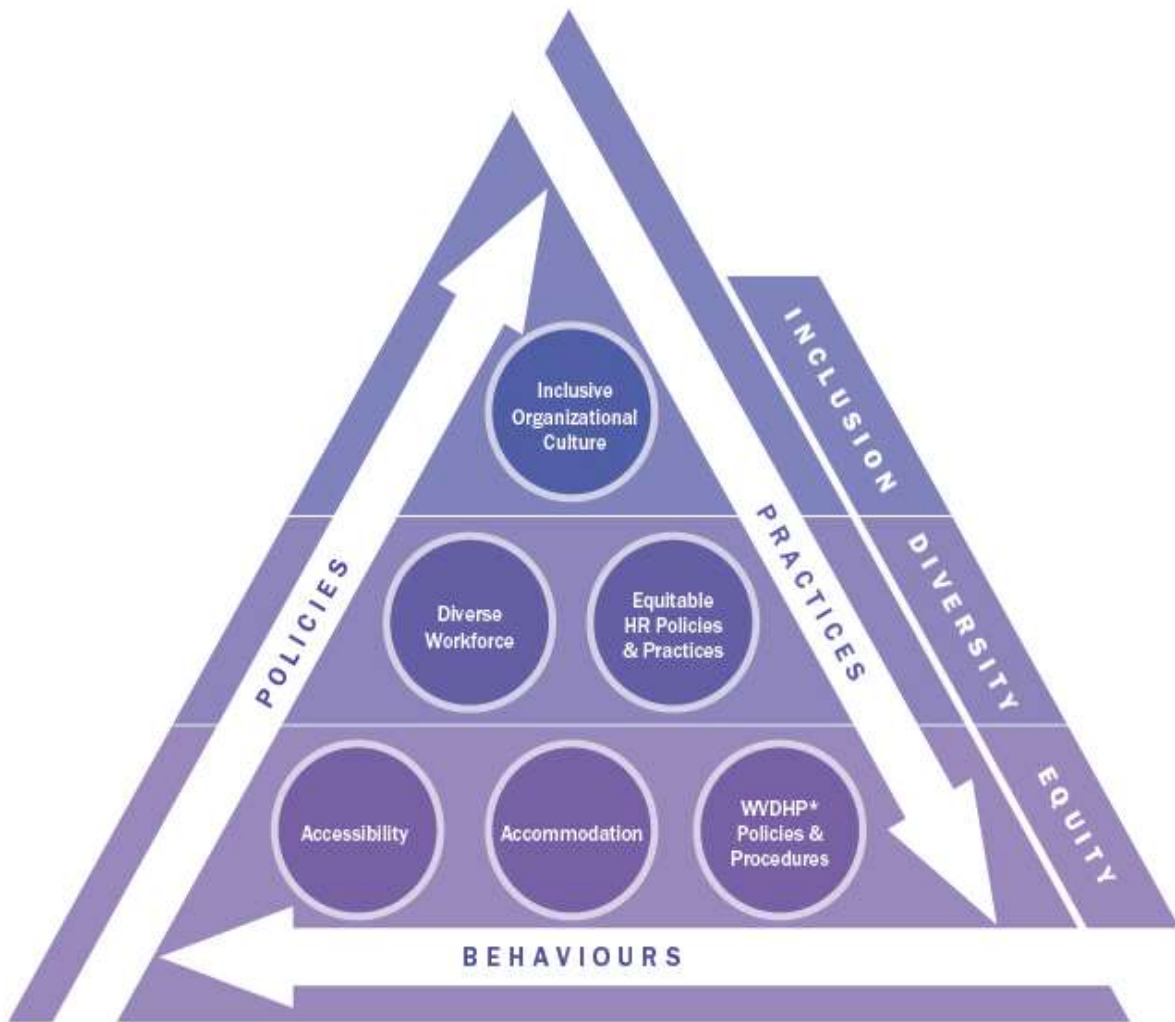 Inclusive
Organizational
Culture
INCLUSION
POLICIES
PRACTICES
Diverse
Workforce
Equitable
HR Policies
& Practices
DIVERSITY
Accessibility
Accommodation
WVDHP*
Policies &
Procedures
EQUITY
BEHAVIOURS